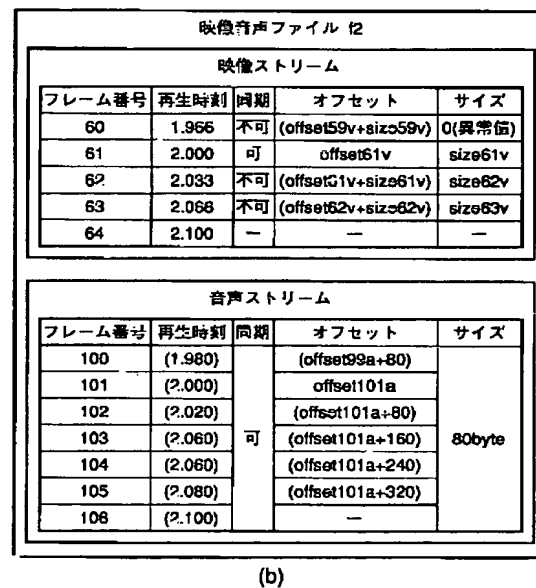 映像音声ファイル f2
映像ストリーム
フレーム番号 再生時刻 同期 オフセット サイズ
60 1.966 不可 (offset59v+size59v) 0(異常値)
61 2.000 可 offset61v size61v
62 2.033 不可 (offset61v+size61v) size62v
63 2.066 不可 (offset62v+size62v) size63v
64 2.100 — — —
音声ストリーム
フレーム番号 再生時刻 同期 オフセット サイズ
100 (1.980) (offset99a+80)
101 (2.000) offset101a
102 (2.020) (offset101a+80)
103 (2.060) 可 (offset101a+160) 80byte
104 (2.060) (offset101a+240)
105 (2.080) (offset101a+320)
106 (2.100) —
(b)